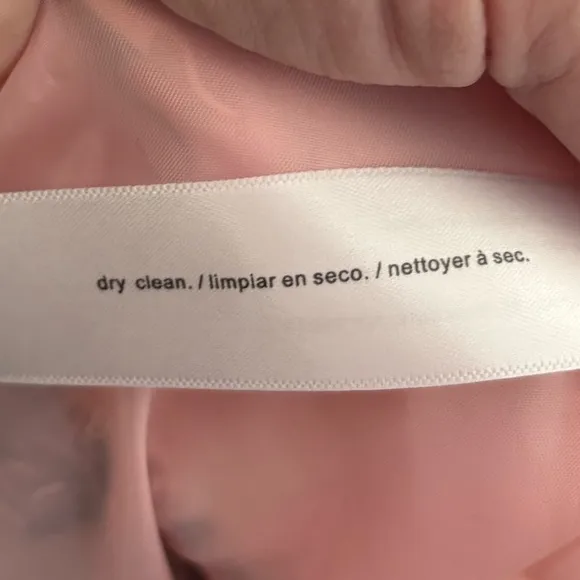 dry clean. / limpiar en seco. / nettoyer à sec.